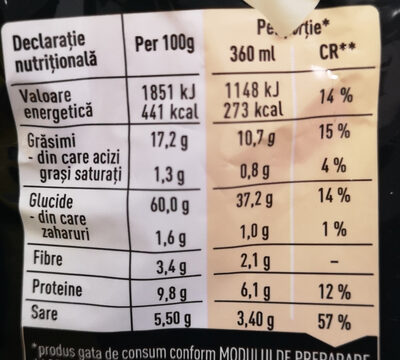 Declarație nutrițională Per 100g 360 ml CR**
Valoare energetică 1851 kJ 441 kcal 1148 kJ 273 kcal 14 %
Grăsimi 17,2 g 10,7 g 15 %
- din care acizi grași saturați 1,3 g 0,8 g 4 %
Glucide 60,0 g 37,2 g 14 %
- din care zaharuri 1,6 g 1,0 g 1 %
Fibre 3,4 g 2,1 g -
Proteine 9,8 g 6,1 g 12 %
Sare 5,50 g 3,40 g 57 %
*produs gata de consum conform MODULUI DE PREPARARE